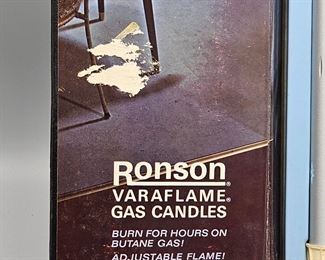 Ronson®
VARAFLAME®
GAS CANDLES
BURN FOR HOURS ON
BUTANE GAS!
ADJUSTABLE FLAME!